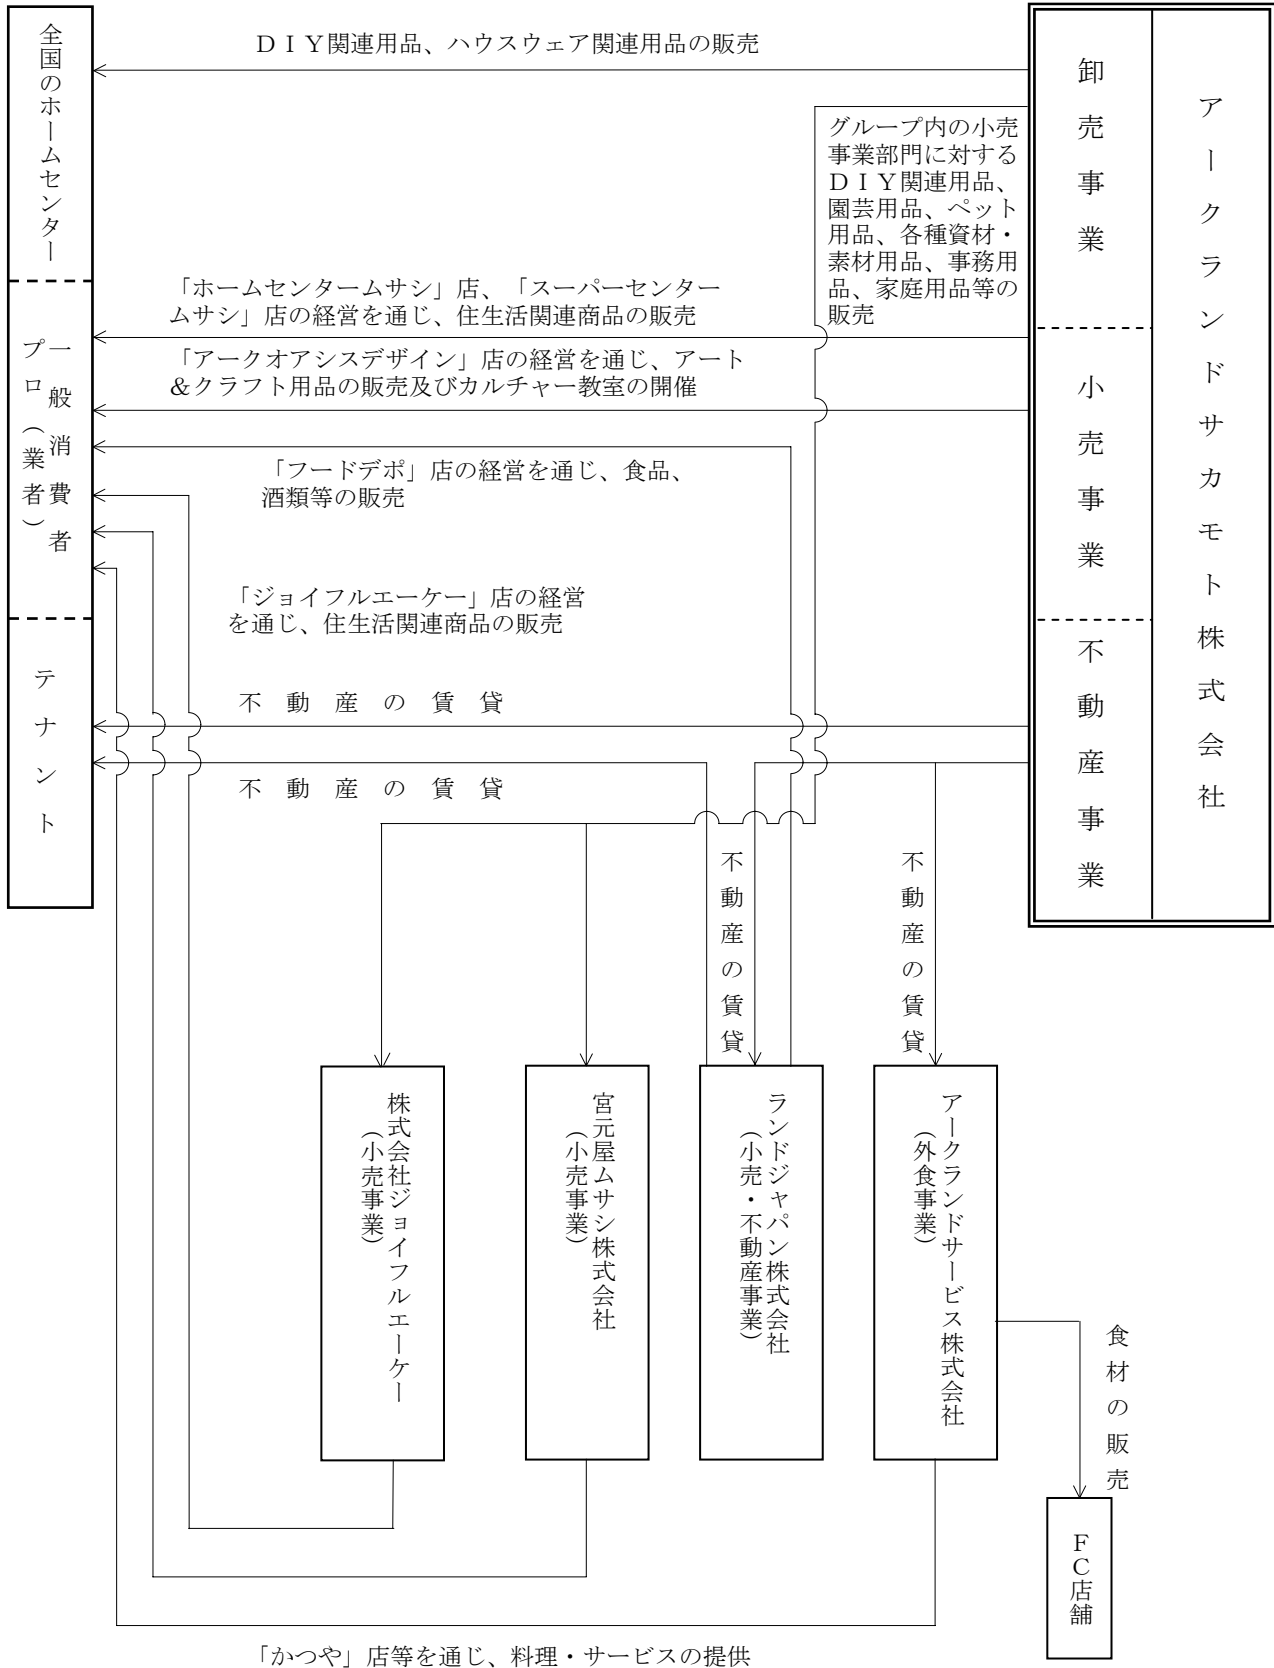 全国のホームセンター
一般消費者
プロ（業者）
テナント
アークランドサカモト株式会社
卸売事業
小売事業
不動産事業
ＤＩＹ関連用品、ハウスウェア関連用品の販売
グループ内の小売
事業部門に対する
ＤＩＹ関連用品、
園芸用品、ペット
用品、各種資材・
素材用品、事務用
品、家庭用品等の
販売
「ホームセンタームサシ」店、「スーパーセンター
ムサシ」店の経営を通じ、住生活関連商品の販売
「アークオアシスデザイン」店の経営を通じ、アート
＆クラフト用品の販売及びカルチャー教室の開催
「フードデポ」店の経営を通じ、食品、
酒類等の販売
「ジョイフルエーケー」店の経営
を通じ、住生活関連商品の販売
不動産の賃貸
不動産の賃貸
不動産の賃貸
不動産の賃貸
アークランドサービス株式会社
（外食事業）
ランドジャパン株式会社
（小売・不動産事業）
宮元屋ムサシ株式会社
（小売事業）
株式会社ジョイフルエーケー
（小売事業）
食材の販売
ＦＣ店舗
「かつや」店等を通じ、料理・サービスの提供